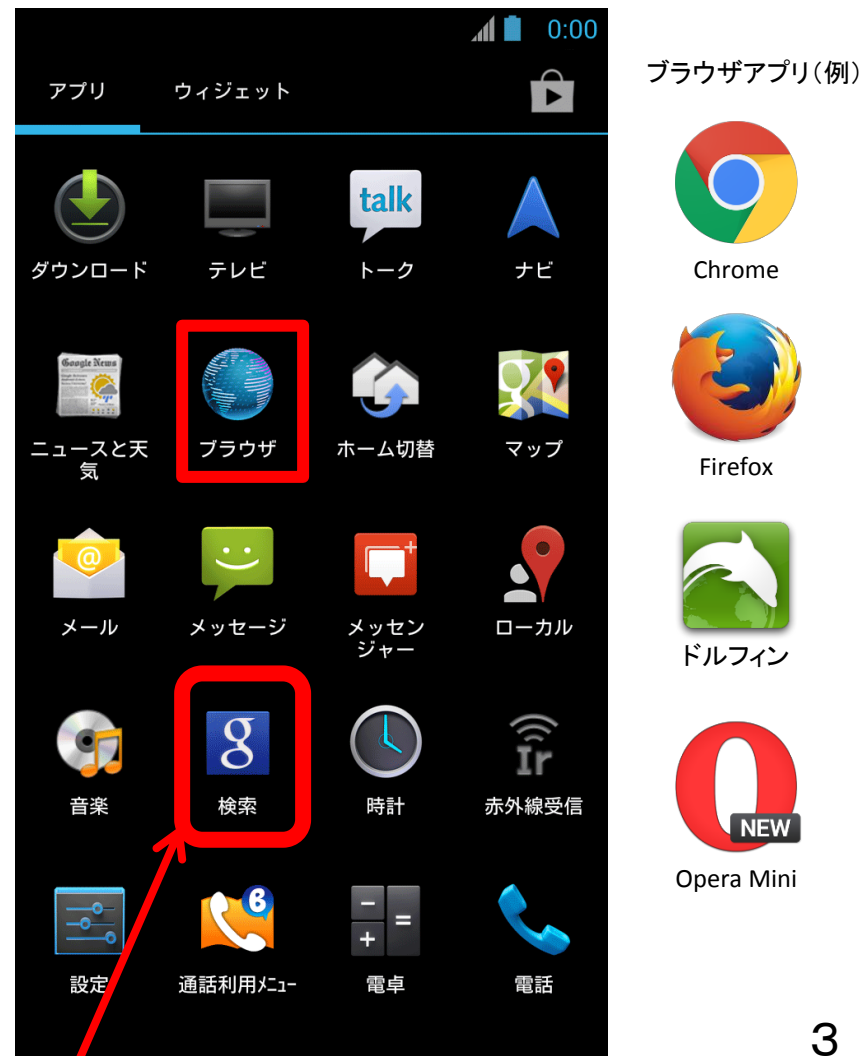 0:00
アプリ
ウィジェット
talk
ダウンロード
テレビ
トーク
ナビ
Google News
g
ニュースと天
気
ブラウザ
ホーム切替
マップ
@
メール
メッセージ
メッセン
ジャー
ローカル
g
Ir
音楽
検索
時計
赤外線受信
6
設定
通話利用メニュー
電卓
電話
ブラウザアプリ（例）
Chrome
Firefox
ドルフィン
NEW
Opera Mini
3